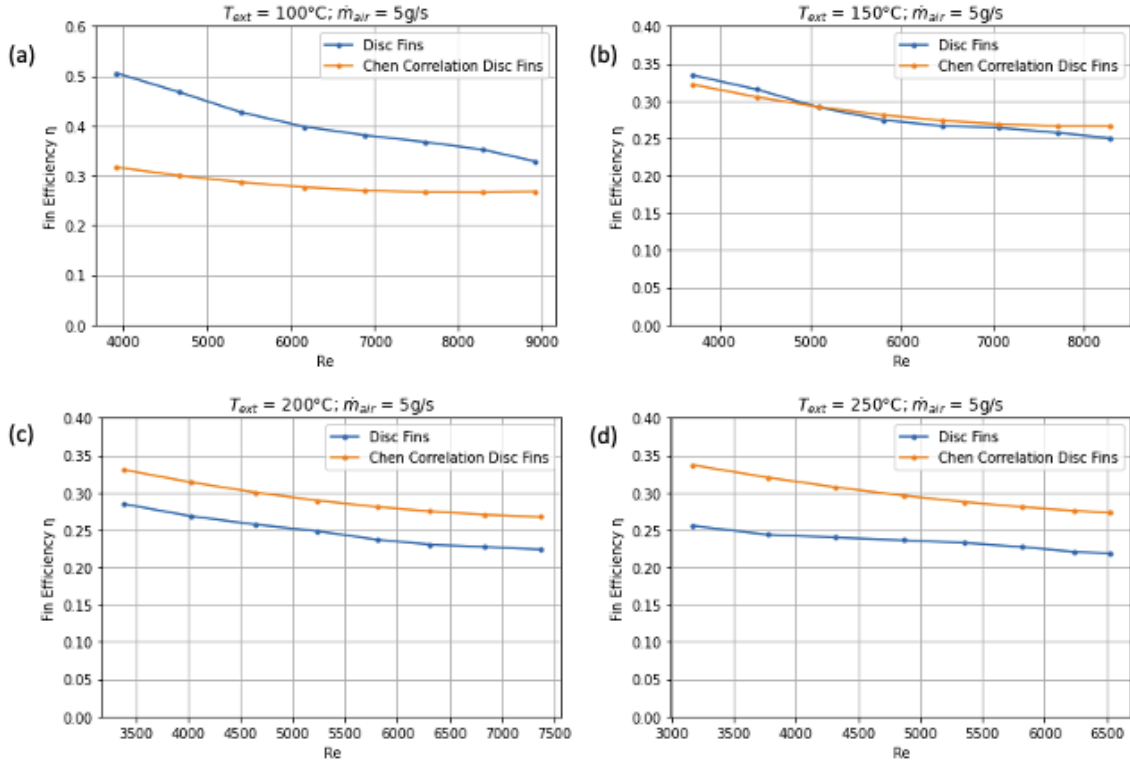 (a)
T_ext = 100°C; ṁ_air = 5g/s
Disc Fins
Chen Correlation Disc Fins
Fin Efficiency η
0.6
0.5
0.4
0.3
0.2
0.1
0.0
4000 5000 6000 7000 8000 9000
Re
(b)
T_ext = 150°C; ṁ_air = 5g/s
Disc Fins
Chen Correlation Disc Fins
Fin Efficiency η
0.40
0.35
0.30
0.25
0.20
0.15
0.10
0.05
0.00
4000 5000 6000 7000 8000
Re
(c)
T_ext = 200°C; ṁ_air = 5g/s
Disc Fins
Chen Correlation Disc Fins
Fin Efficiency η
0.40
0.35
0.30
0.25
0.20
0.15
0.10
0.05
0.00
3500 4000 4500 5000 5500 6000 6500 7000 7500
Re
(d)
T_ext = 250°C; ṁ_air = 5g/s
Disc Fins
Chen Correlation Disc Fins
Fin Efficiency η
0.40
0.35
0.30
0.25
0.20
0.15
0.10
0.05
0.00
3000 3500 4000 4500 5000 5500 6000 6500
Re